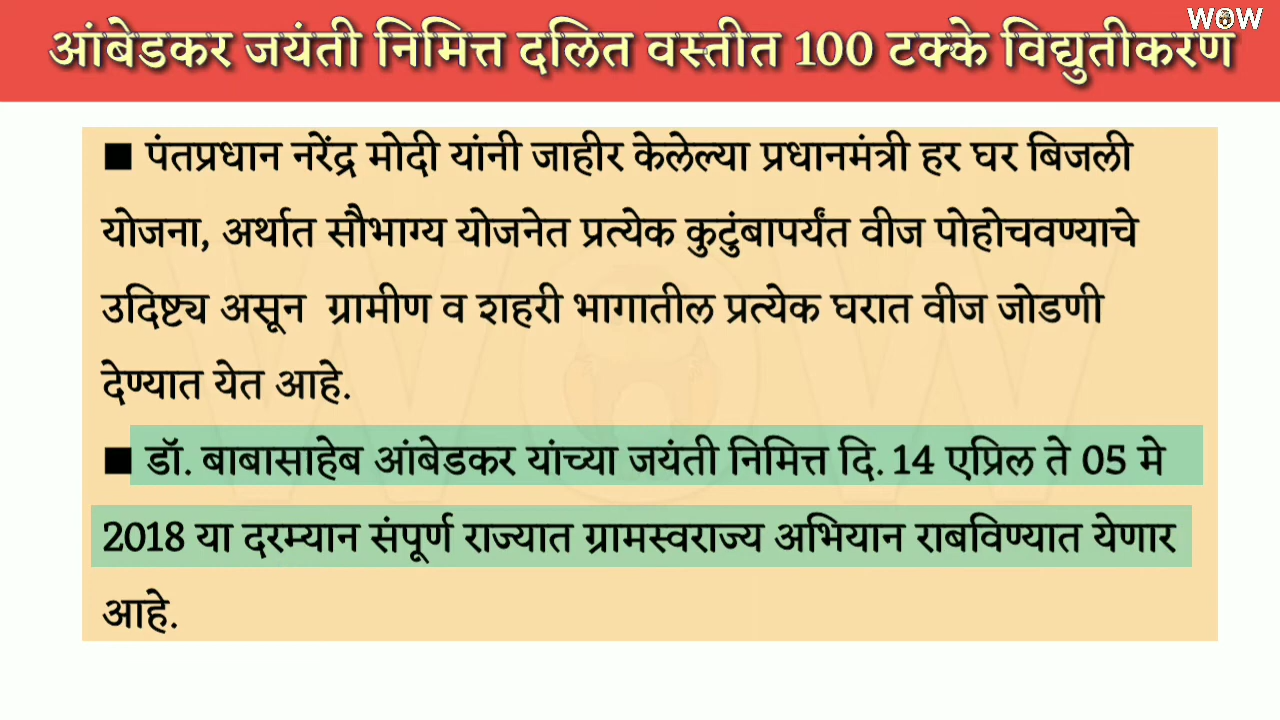 WOW
आंबेडकर जयंती निमित्त दलित वस्तीत 100 टक्के विद्युतीकरण
■ पंतप्रधान नरेंद्र मोदी यांनी जाहीर केलेल्या प्रधानमंत्री हर घर बिजली
योजना, अर्थात सौभाग्य योजनेत प्रत्येक कुटुंबापर्यंत वीज पोहोचवण्याचे
उदिष्ट्य असून ग्रामीण व शहरी भागातील प्रत्येक घरात वीज जोडणी
देण्यात येत आहे.
■ डॉ. बाबासाहेब आंबेडकर यांच्या जयंती निमित्त दि. 14 एप्रिल ते 05 मे
2018 या दरम्यान संपूर्ण राज्यात ग्रामस्वराज्य अभियान राबविण्यात येणार
आहे.